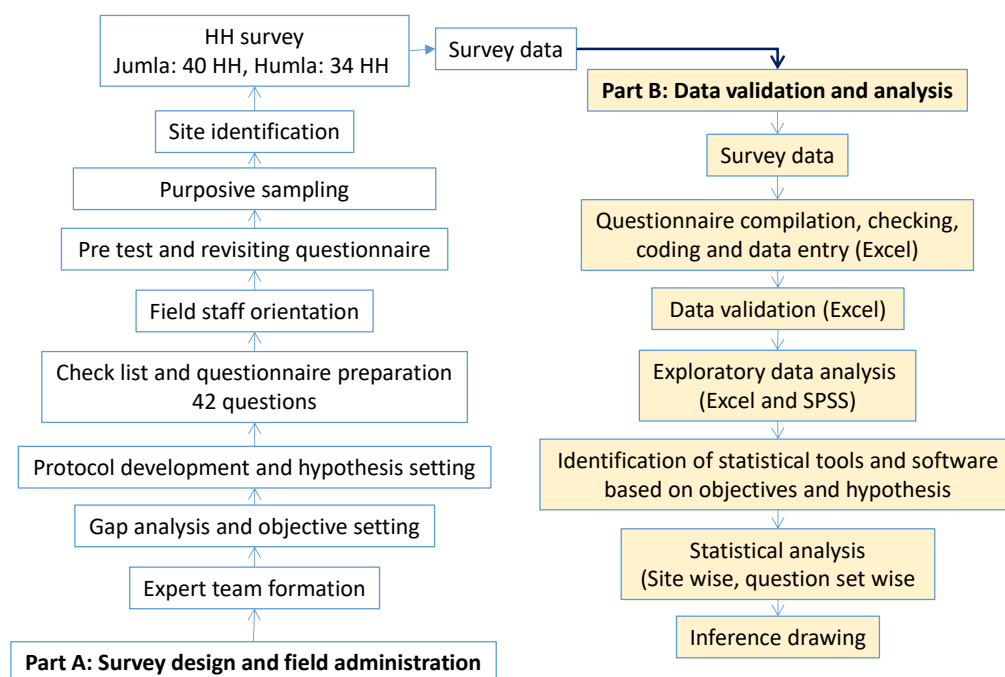 HH survey
Jumla: 40 HH, Humla: 34 HH
Survey data
Site identification
Purposive sampling
Pre test and revisiting questionnaire
Field staff orientation
Check list and questionnaire preparation
42 questions
Protocol development and hypothesis setting
Gap analysis and objective setting
Expert team formation
Part A: Survey design and field administration
Part B: Data validation and analysis
Survey data
Questionnaire compilation, checking,
coding and data entry (Excel)
Data validation (Excel)
Exploratory data analysis
(Excel and SPSS)
Identification of statistical tools and software
based on objectives and hypothesis
Statistical analysis
(Site wise, question set wise
Inference drawing